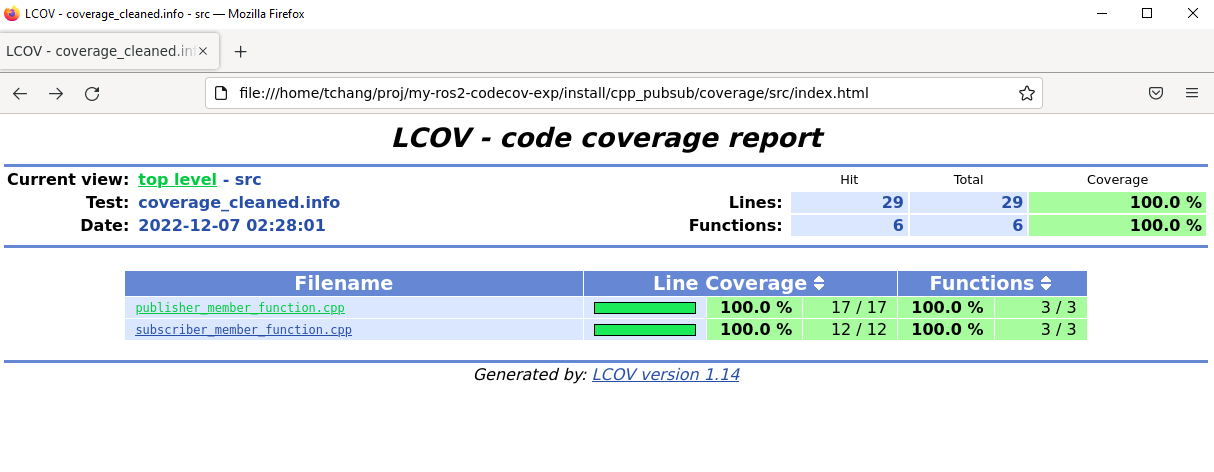 LCOV - coverage_cleaned.info - src — Mozilla Firefox
LCOV - coverage_cleaned.inf
file:///home/tchang/proj/my-ros2-codecov-exp/install/cpp_pubsub/coverage/src/index.html
LCOV - code coverage report
Current view: top level - src Hit Total Coverage
Test: coverage_cleaned.info Lines: 29 29 100.0 %
Date: 2022-12-07 02:28:01 Functions: 6 6 100.0 %
Filename Line Coverage Functions
publisher_member_function.cpp 100.0 % 17 / 17 100.0 % 3 / 3
subscriber_member_function.cpp 100.0 % 12 / 12 100.0 % 3 / 3
Generated by: LCOV version 1.14